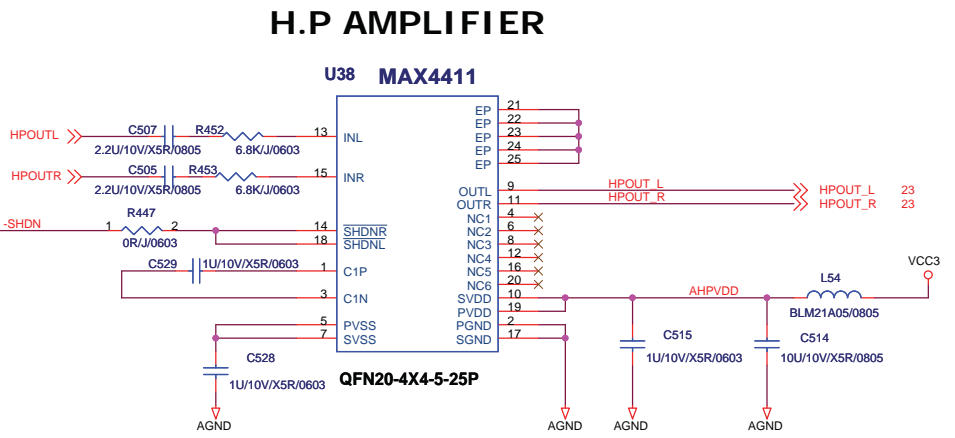 H.P AMPLIFIER
U38 MAX4411
HPOUTL
C507
2.2U/10V/X5R/0805
R452
6.8K/J/0603
13
INL
HPOUTR
C505
2.2U/10V/X5R/0805
R453
6.8K/J/0603
15
INR
-SHDN
1
R447
2
0R/J/0603
14
SHDNR
18
SHDNL
C529
1U/10V/X5R/0603
1
C1P
3
C1N
5
PVSS
7
SVSS
C528
1U/10V/X5R/0603
AGND
EP
21
EP
22
EP
23
EP
24
EP
25
OUTL
9
HPOUT_L
HPOUT_L 23
OUTR
11
HPOUT_R
HPOUT_R 23
NC1
4
NC2
6
NC3
8
NC4
12
NC5
16
NC6
20
SVDD
10
PVDD
19
PGND
2
SGND
17
AHPVDD
L54
BLM21A05/0805
VCC3
C515
1U/10V/X5R/0603
C514
10U/10V/X5R/0805
QFN20-4X4-5-25P
AGND
AGND
AGND